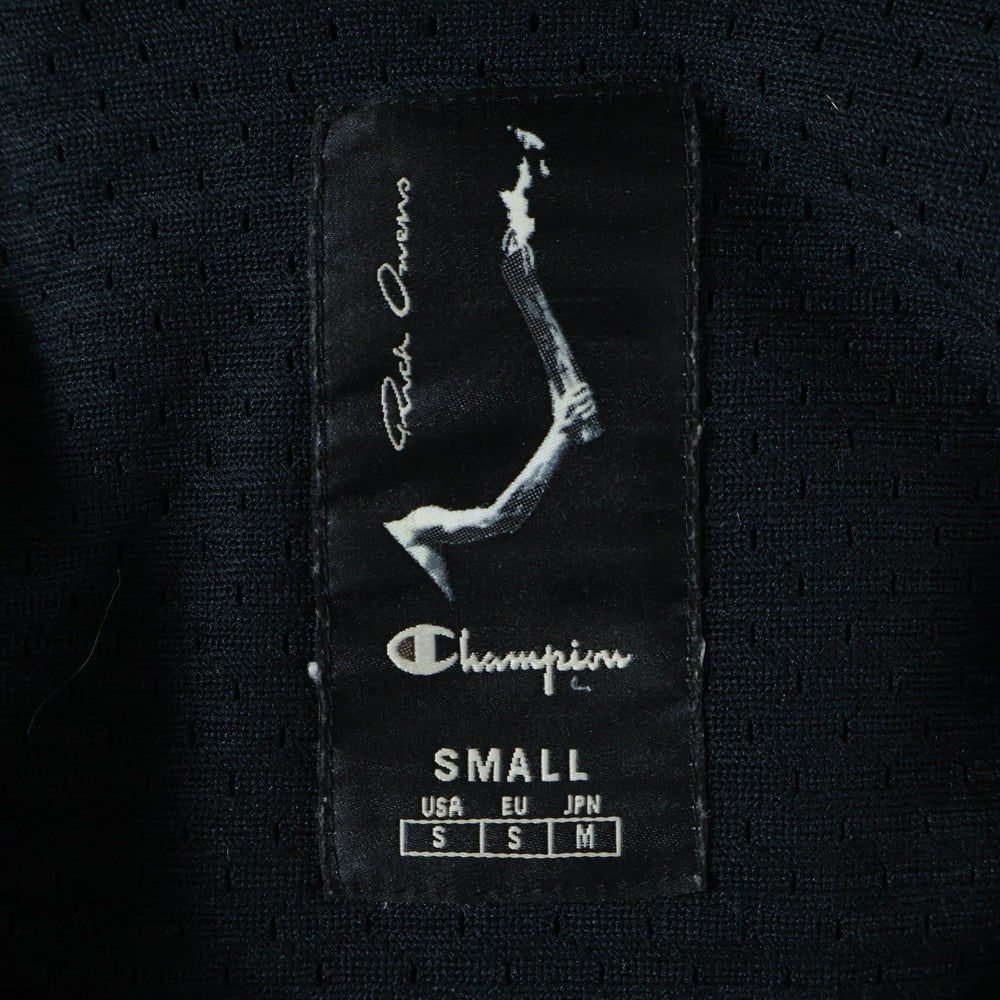 Rick Owens
Champion
SMALL
USA EU JPN
S S M